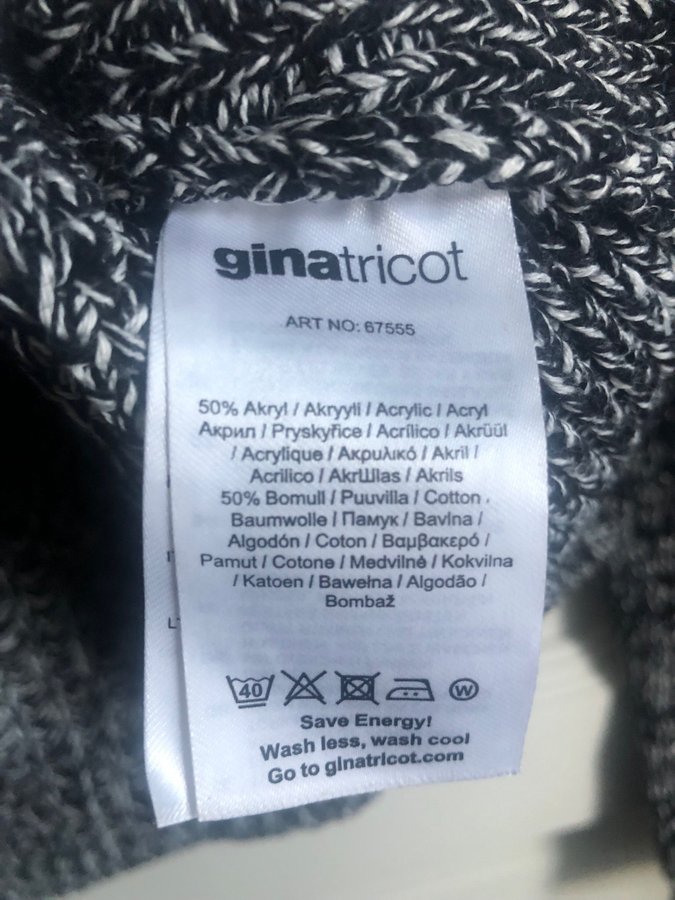 ginatricot
ART NO: 67555
50% Akryl / Akryyli / Acrylic / Acryl
Акрил / Pryskyřice / Acrílico / Akrüül
/ Acrylique / Ακρυλικό / Akril /
Acrilico / AkrШlas / Akrils
50% Bomull / Puuvilla / Cotton .
Baumwolle / Памук / Bavlna /
Algodón / Coton / Βαμβακερό /
Pamut / Cotone / Medvilnė / Kokvilna
/ Katoen / Bawełna / Algodão /
Bombaž
40
W
Save Energy!
Wash less, wash cool
Go to ginatricot.com